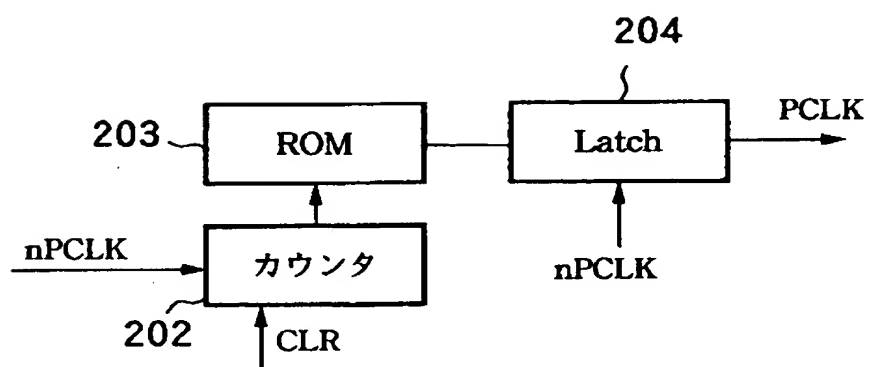 204
PCLK
203
ROM
Latch
nPCLK
カウンタ
nPCLK
202
CLR